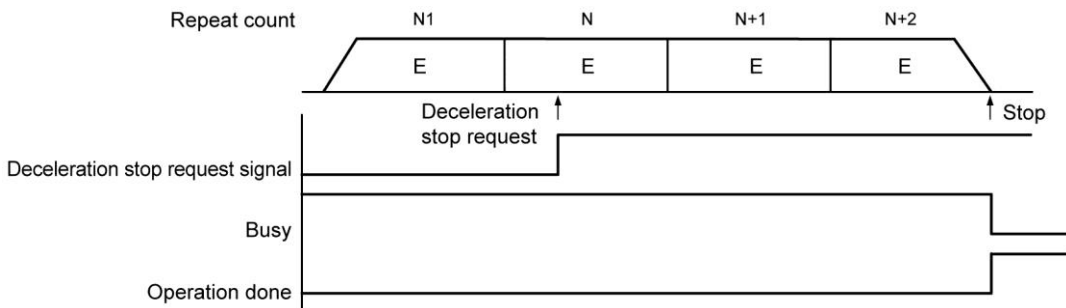 Repeat count N1 N N+1 N+2
E E E E
Deceleration
stop request
Stop
Deceleration stop request signal
Busy
Operation done